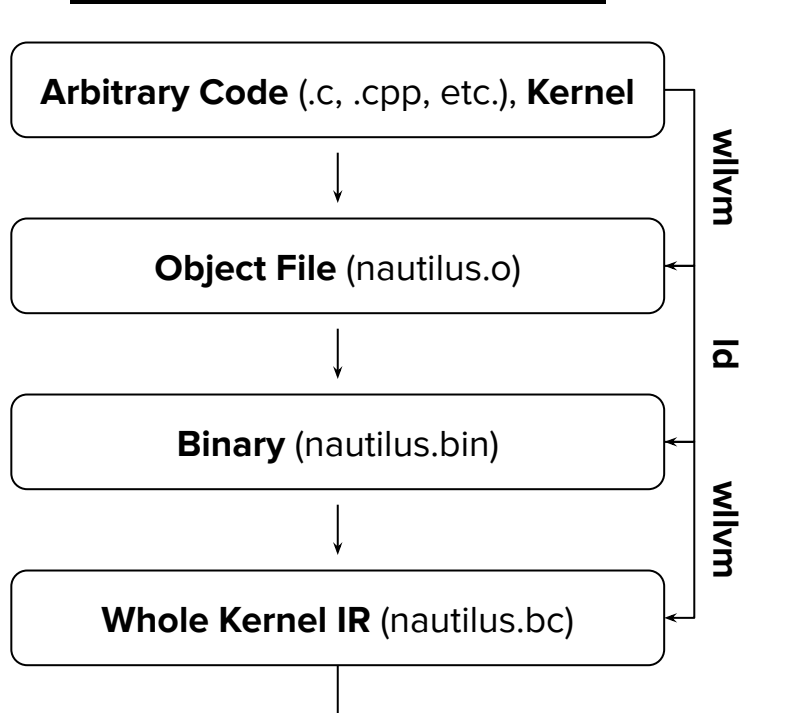 Arbitrary Code (.c, .cpp, etc.), Kernel
wllvm
Object File (nautilus.o)
ld
Binary (nautilus.bin)
wllvm
Whole Kernel IR (nautilus.bc)